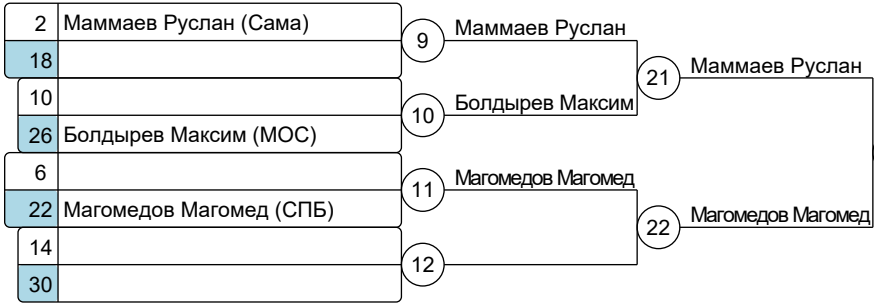 2 Маммаев Руслан (Сама)
18
10
26 Болдырев Максим (МОС)
6
22 Магомедов Магомед (СПБ)
14
30
9
10
11
12
Маммаев Руслан
Болдырев Максим
Магомедов Магомед
21
22
Маммаев Руслан
Магомедов Магомед